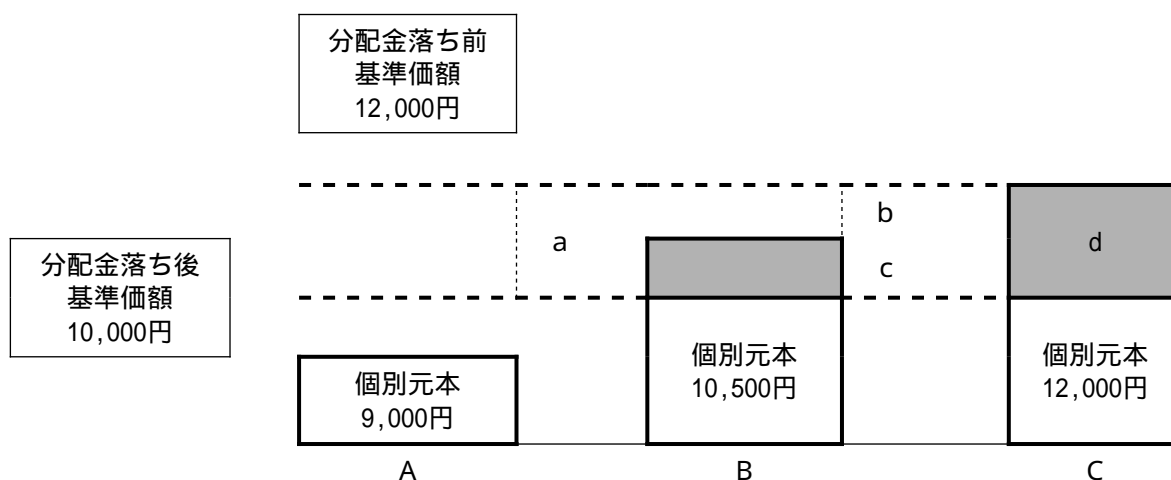 分配金落ち前
基準価額
12,000円
a
b
c
d
分配金落ち後
基準価額
10,000円
個別元本
9,000円
個別元本
10,500円
個別元本
12,000円
A
B
C